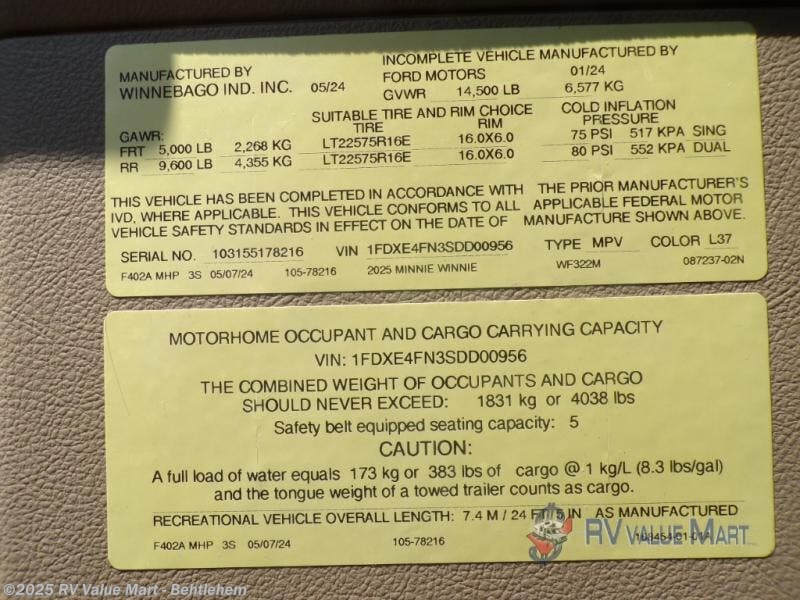 MANUFACTURED BY
WINNEBAGO IND. INC. 05/24
INCOMPLETE VEHICLE MANUFACTURED BY
FORD MOTORS 01/24
GVWR 14,500 LB 6,577 KG
SUITABLE TIRE AND RIM CHOICE COLD INFLATION
GAWR: TIRE RIM PRESSURE
FRT 5,000 LB 2,268 KG LT22575R16E 16.0X6.0 75 PSI 517 KPA SING
RR 9,600 LB 4,355 KG LT22575R16E 16.0X6.0 80 PSI 552 KPA DUAL
THIS VEHICLE HAS BEEN COMPLETED IN ACCORDANCE WITH THE PRIOR MANUFACTURER'S
IVD, WHERE APPLICABLE. THIS VEHICLE CONFORMS TO ALL APPLICABLE FEDERAL MOTOR
VEHICLE SAFETY STANDARDS IN EFFECT ON THE DATE OF MANUFACTURE SHOWN ABOVE.
SERIAL NO. 103155178216 VIN 1FDXE4FN3SDD00956 TYPE MPV COLOR L37
F402A MHP 3S 05/07/24 105-78216 2025 MINNIE WINNIE WF322M 087237-02N
MOTORHOME OCCUPANT AND CARGO CARRYING CAPACITY
VIN: 1FDXE4FN3SDD00956
THE COMBINED WEIGHT OF OCCUPANTS AND CARGO
SHOULD NEVER EXCEED: 1831 kg or 4038 lbs
Safety belt equipped seating capacity: 5
CAUTION:
A full load of water equals 173 kg or 383 lbs of cargo @ 1 kg/L (8.3 lbs/gal)
and the tongue weight of a towed trailer counts as cargo.
RECREATIONAL VEHICLE OVERALL LENGTH: 7.4 M / 24 FT/5 IN AS MANUFACTURED
F402A MHP 3S 05/07/24 105-78216
RV VALUE MART
©2025 RV Value Mart - Behtlehem